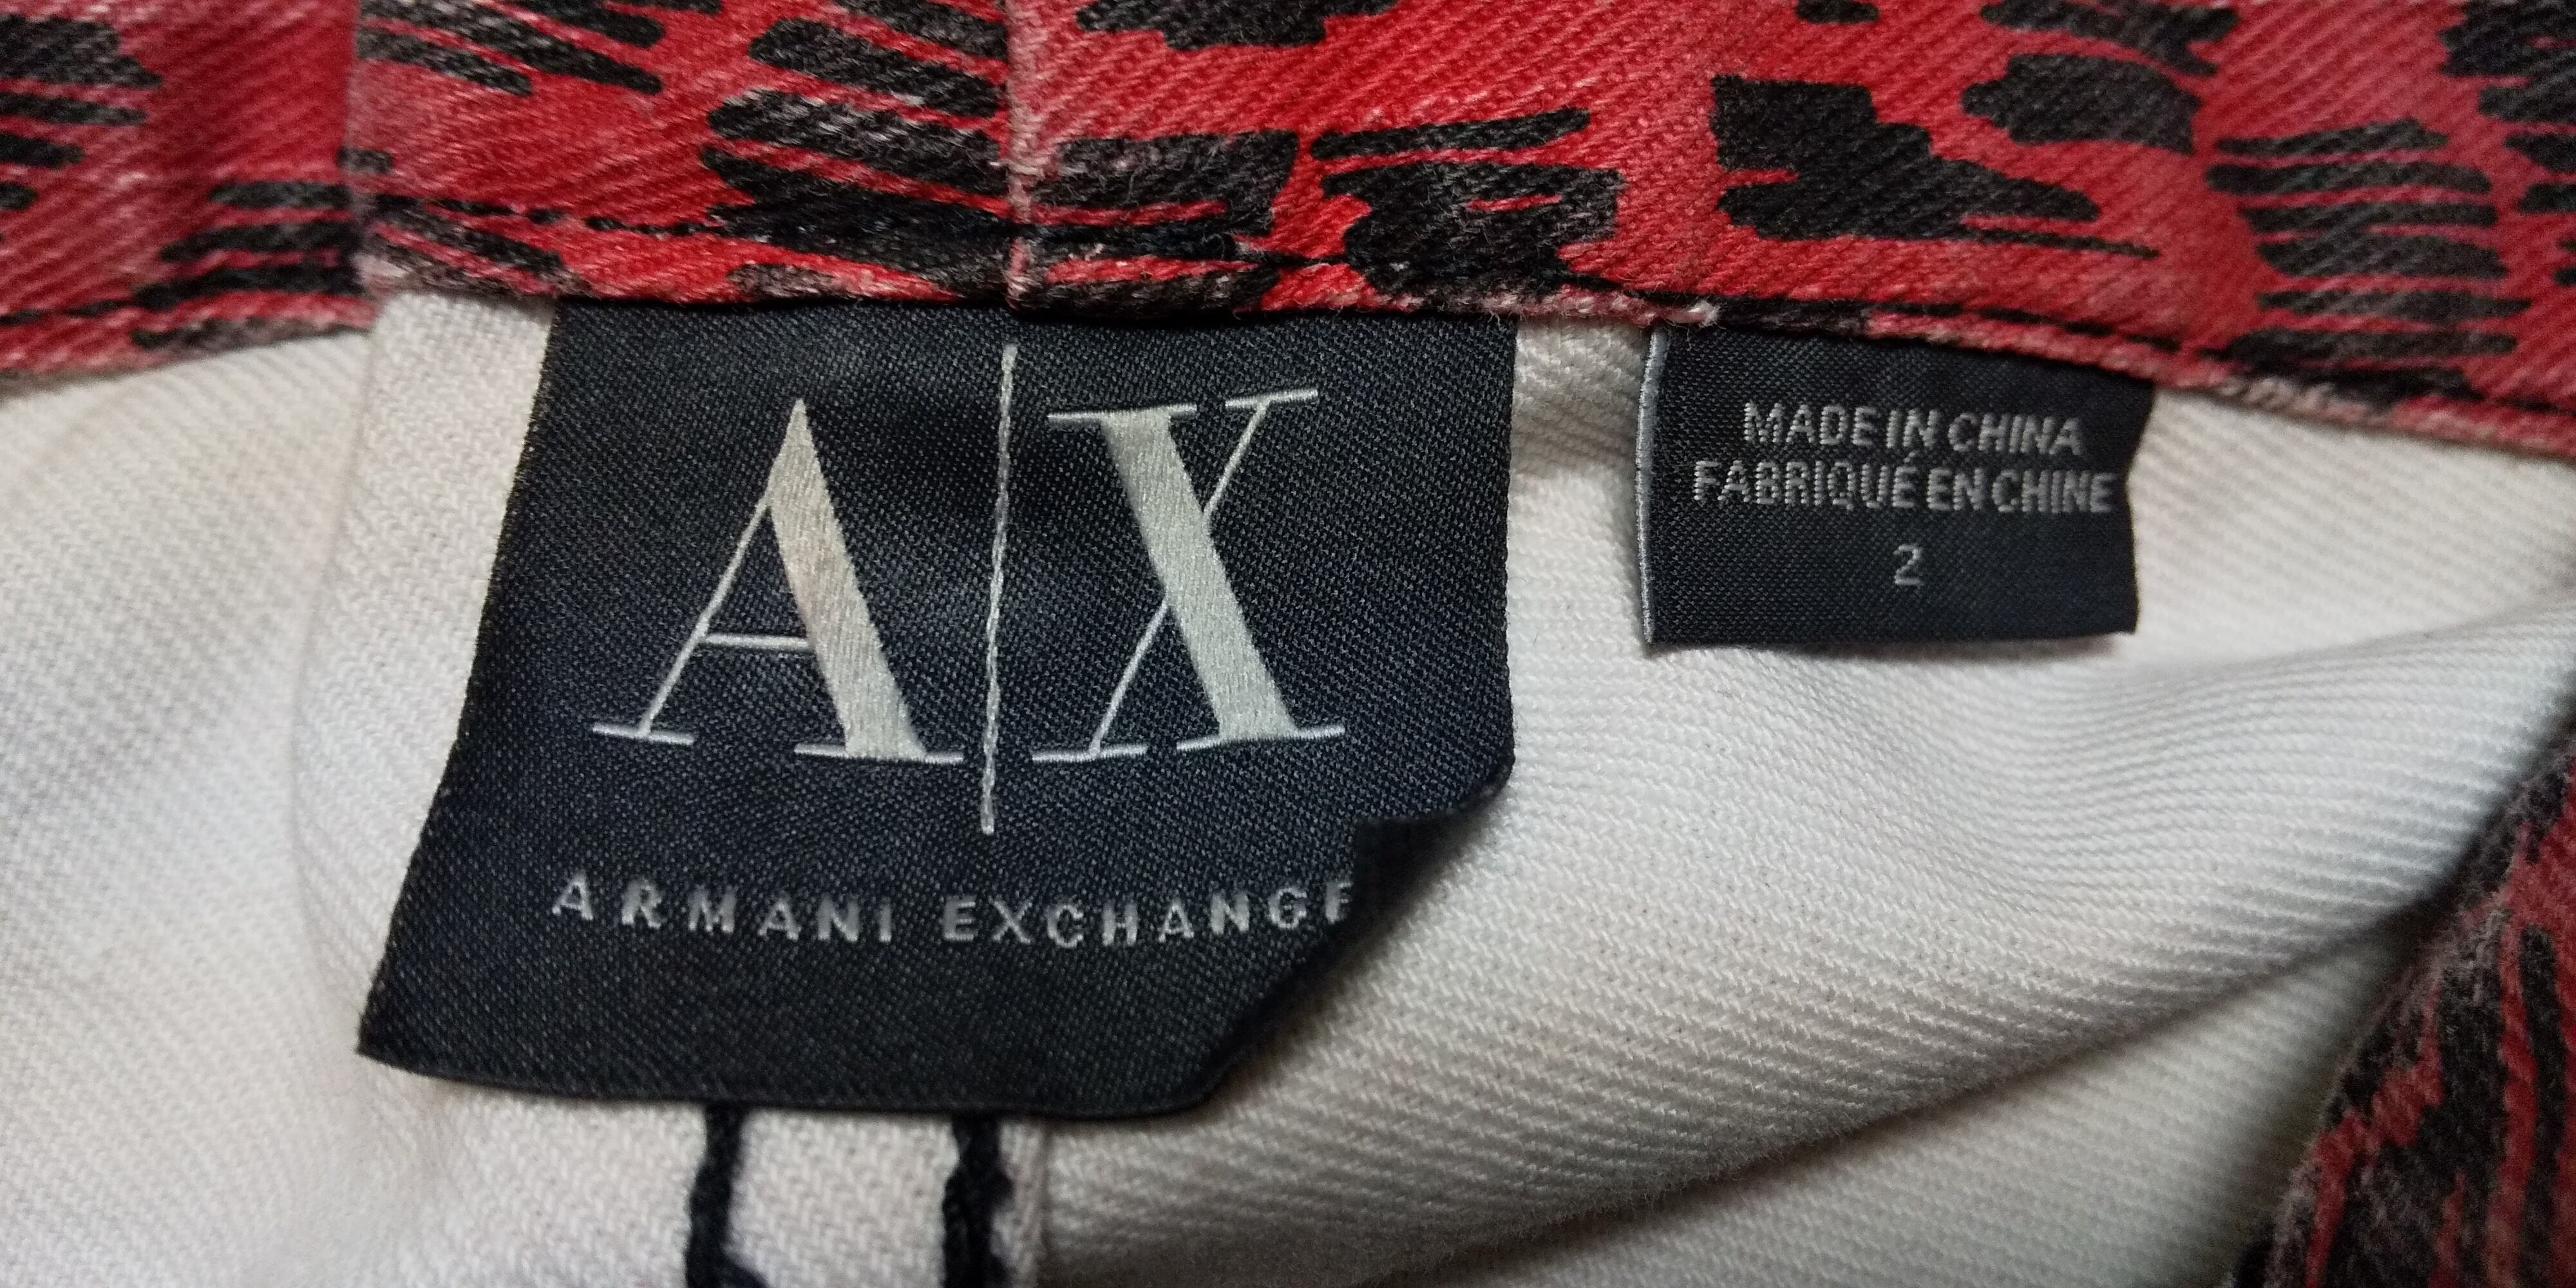 A|X
ARMANI EXCHANGE
MADE IN CHINA
FABRIQUÉ EN CHINE
2